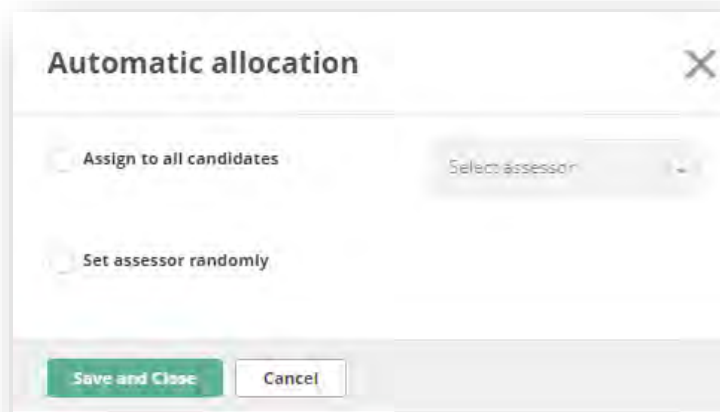 Automatic allocation
Assign to all candidates
Select assessor
Set assessor randomly
Save and Close
Cancel